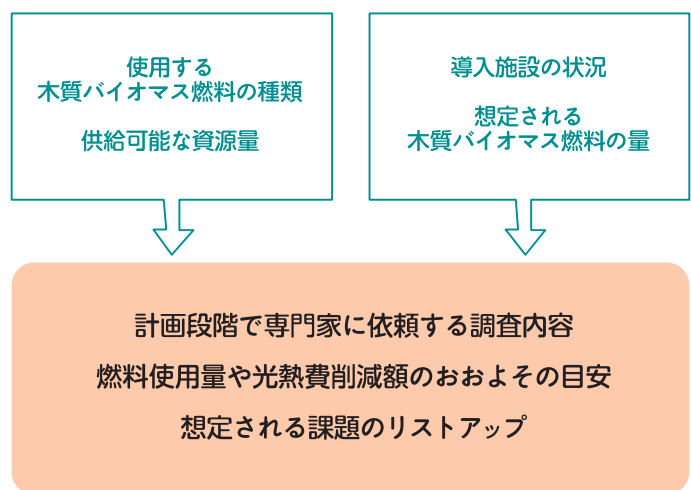 使用する
木質バイオマス燃料の種類
供給可能な資源量
導入施設の状況
想定される
木質バイオマス燃料の量
計画段階で専門家に依頼する調査内容
燃料使用量や光熱費削減額のおおよその目安
想定される課題のリストアップ